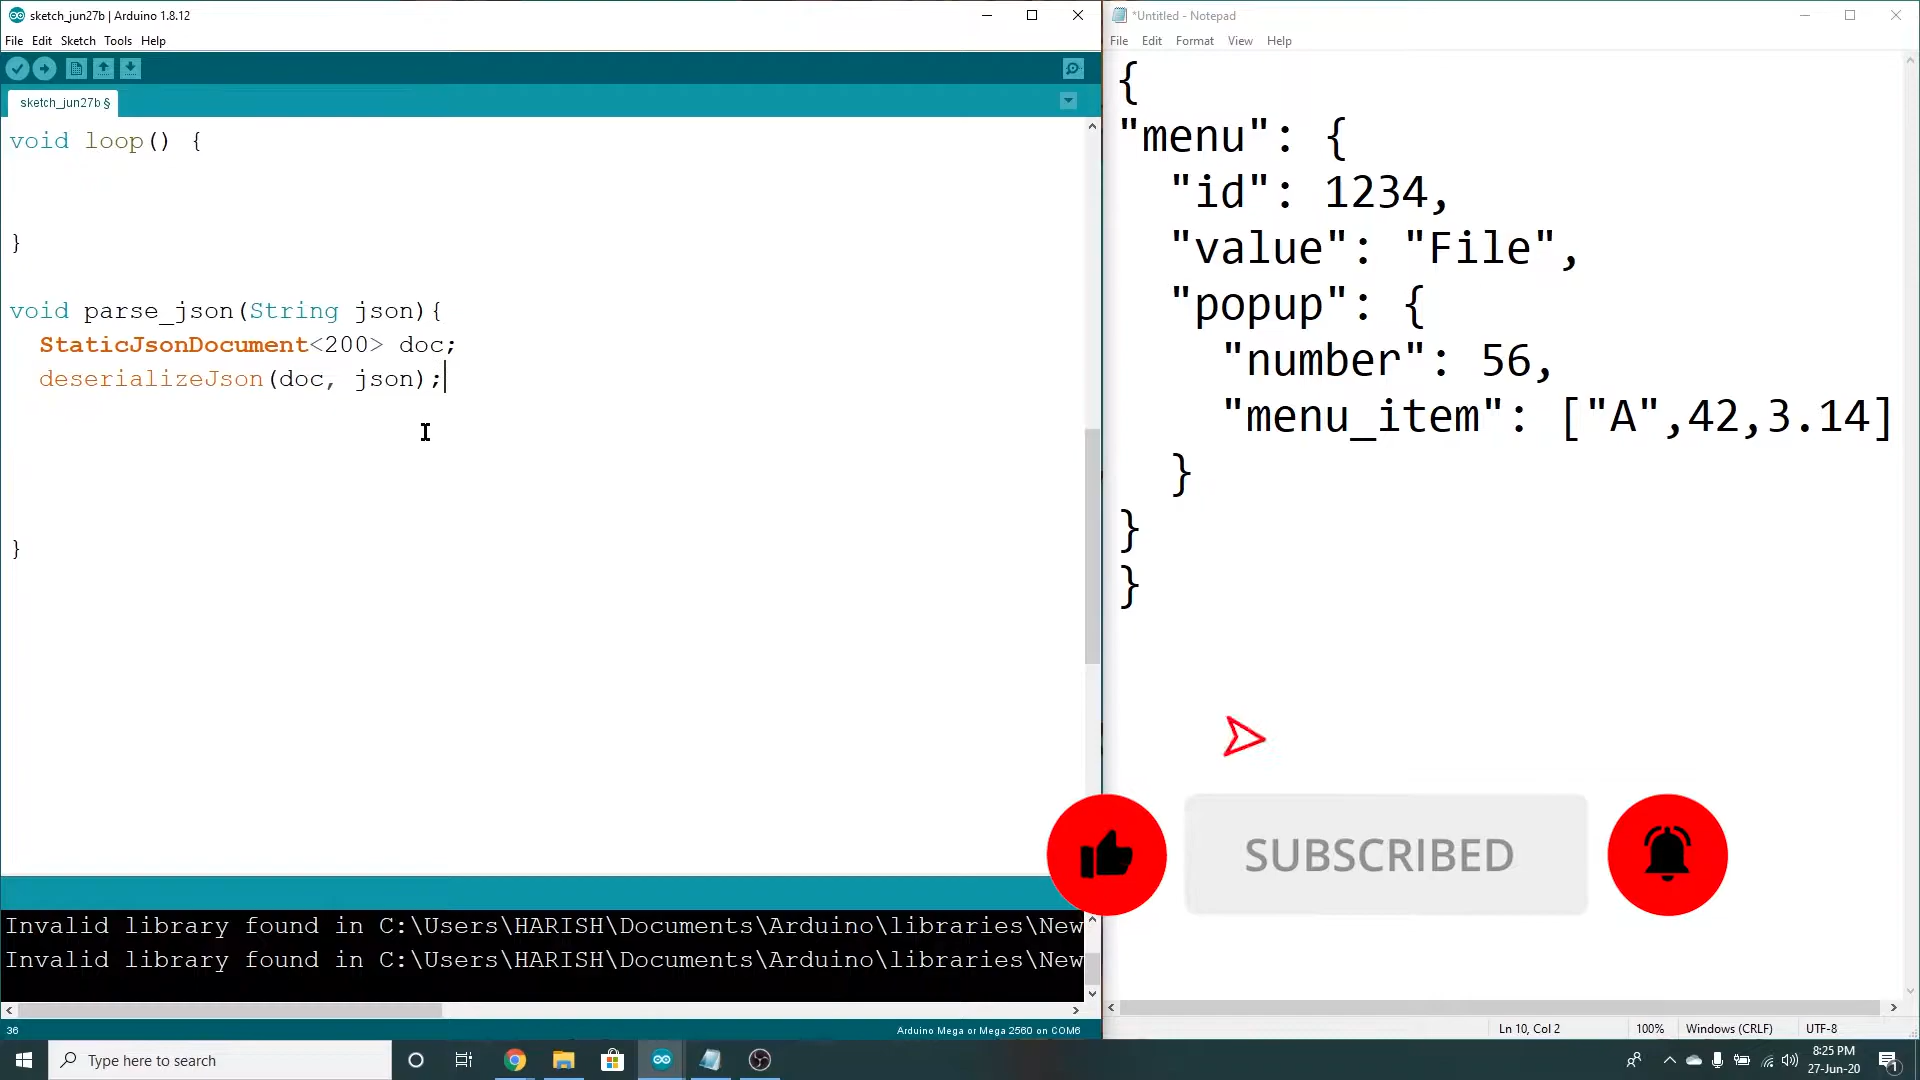 sketch_jun27b | Arduino 1.8.12
File Edit Sketch Tools Help
sketch_jun27b §
void loop() {
}
void parse_json(String json){
StaticJsonDocument<200> doc;
deserializeJson(doc, json);
}
Invalid library found in C:\Users\HARISH\Documents\Arduino\libraries\New
Invalid library found in C:\Users\HARISH\Documents\Arduino\libraries\New
36
Arduino Mega or Mega 2560 on COM6
*Untitled - Notepad
File Edit Format View Help
{
"menu": {
"id": 1234,
"value": "File",
"popup": {
"number": 56,
"menu_item": ["A",42,3.14]
}
}
}
SUBSCRIBED
Ln 10, Col 2
100%
Windows (CRLF)
UTF-8
Type here to search
8:25 PM
27-Jun-20
1